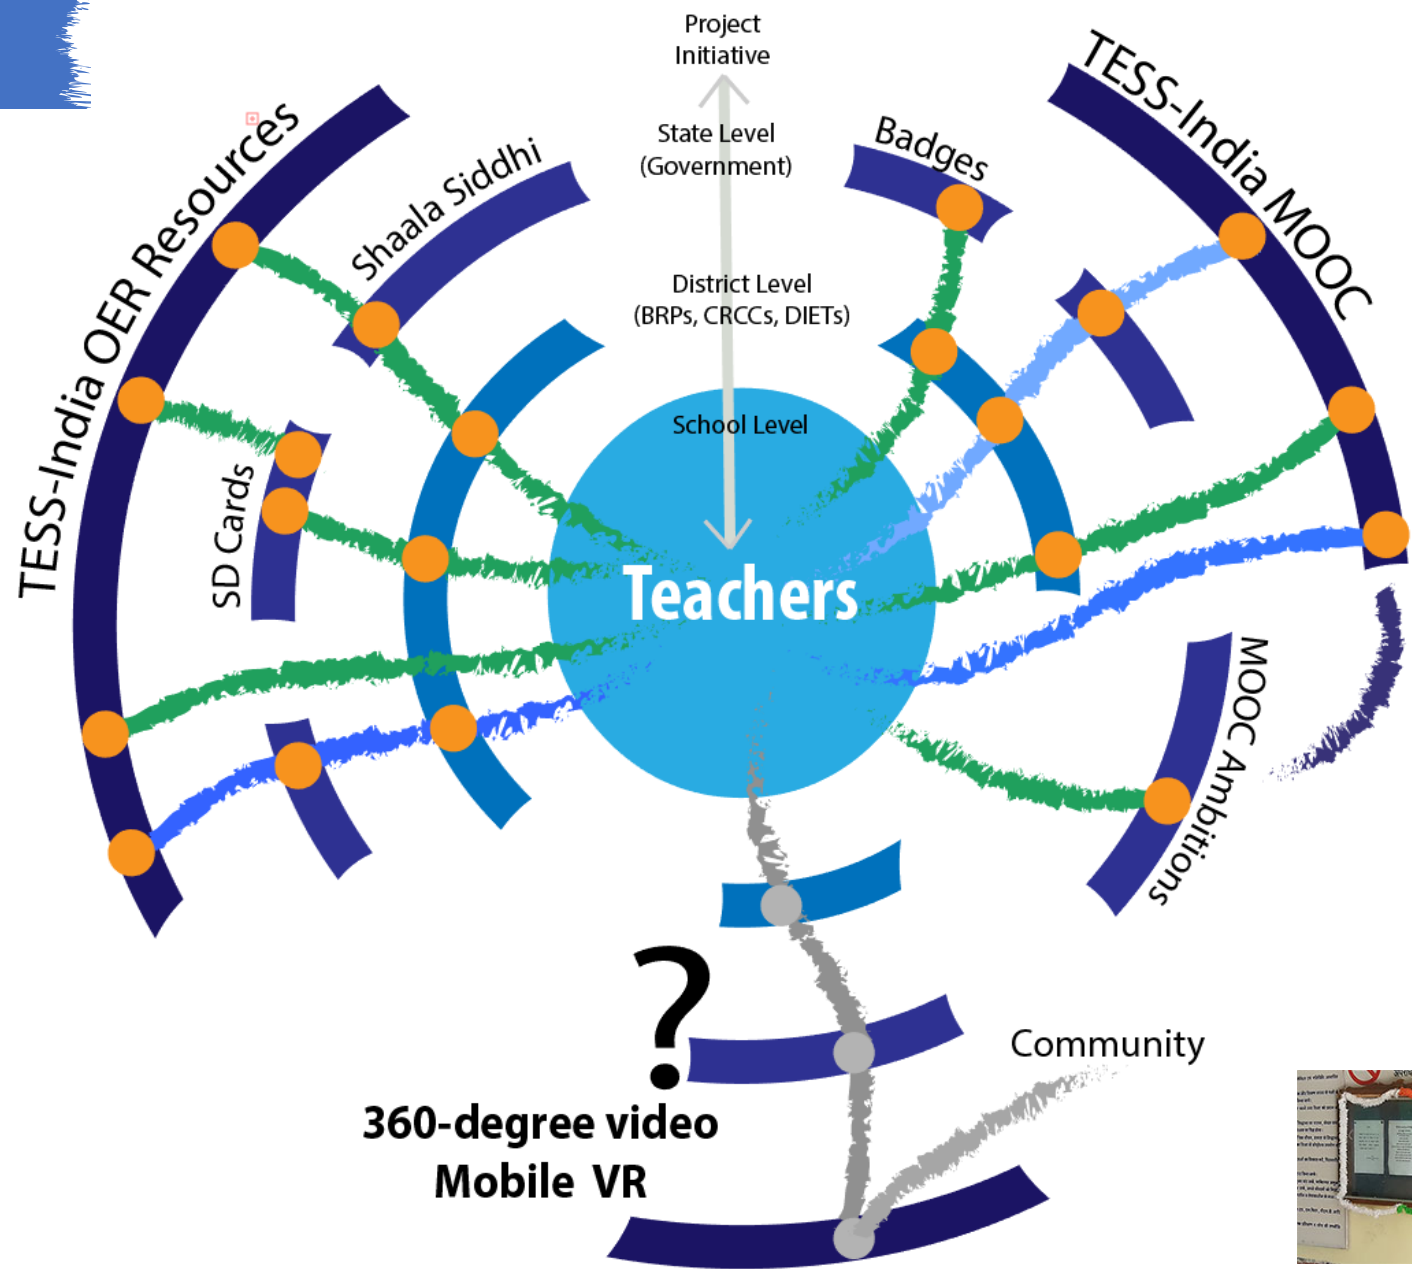 Project
Initiative
State Level
(Government)
District Level
(BRPs, CRCCs, DIETs)
School Level
Teachers
TESS-India OER Resources
Shaala Siddhi
SD Cards
Badges
TESS-India MOOC
MOOC Ambitions
?
360-degree video
Mobile VR
Community